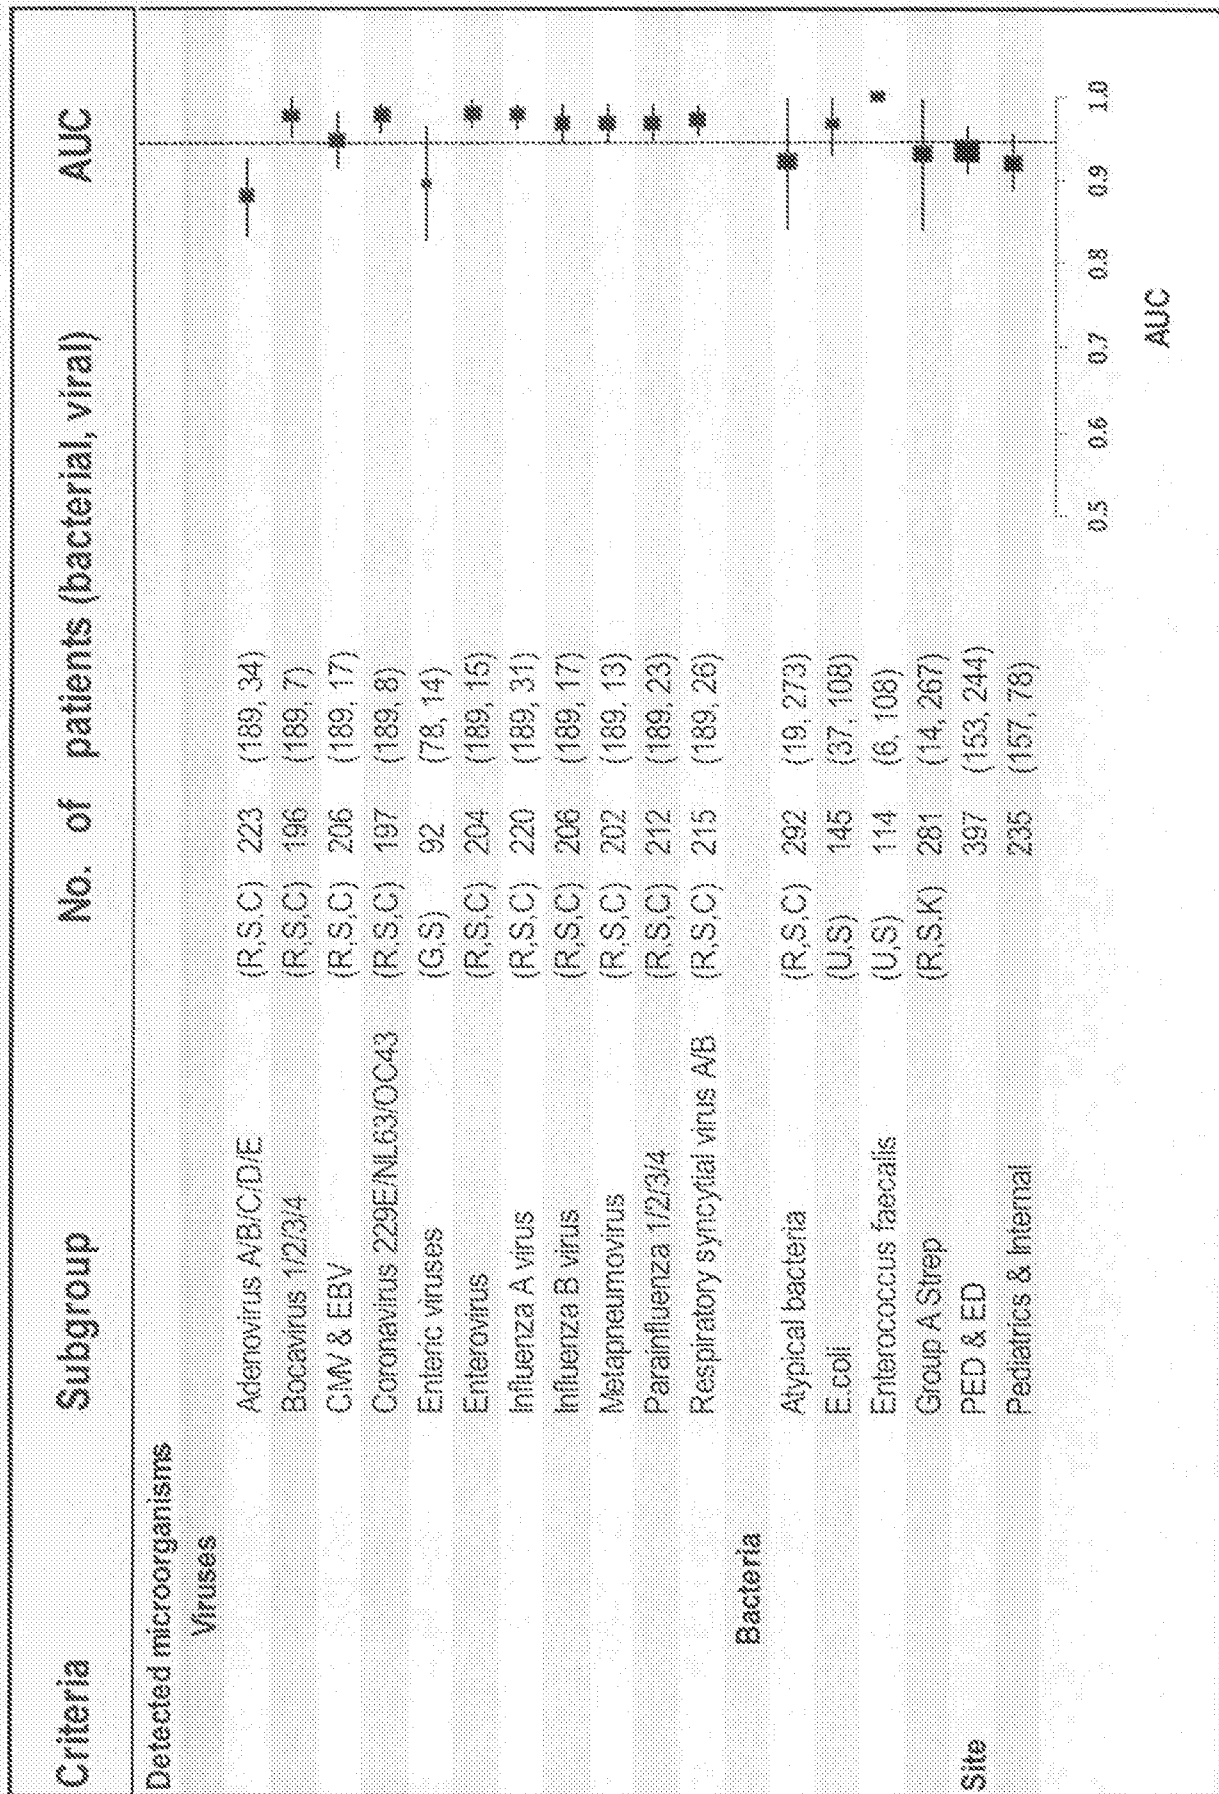 Criteria Subgroup No. of patients (bacterial, viral) AUC
Detected microorganisms
Viruses
Adenovirus A/B/C/D/E (R,S,C) 223 (189, 34)
Bocavirus 1/2/3/4 (R,S,C) 196 (189, 7)
CMV & EBV (R,S,C) 206 (189, 17)
Coronavirus 229E/NL63/OC43 (R,S,C) 197 (189, 8)
Enteric viruses (G,S) 92 (78, 14)
Enterovirus (R,S,C) 204 (189, 15)
Influenza A virus (R,S,C) 220 (189, 31)
Influenza B virus (R,S,C) 206 (189, 17)
Metapneumovirus (R,S,C) 202 (189, 13)
Parainfluenza 1/2/3/4 (R,S,C) 212 (189, 23)
Respiratory syncytial virus A/B (R,S,C) 215 (189, 26)
Bacteria
Atypical bacteria (R,S,C) 292 (19, 273)
E.coli (U,S) 145 (37, 108)
Enterococcus faecalis (U,S) 114 (6, 108)
Group A Strep (R,S,K) 281 (14, 267)
Site PED & ED 397 (153, 244)
Pediatrics & Internal 235 (157, 78)
0.5 0.6 0.7 0.8 0.9 1.0
AUC